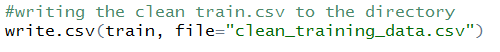 #writing the clean train.csv to the directory
write.csv(train, file="clean_training_data.csv")